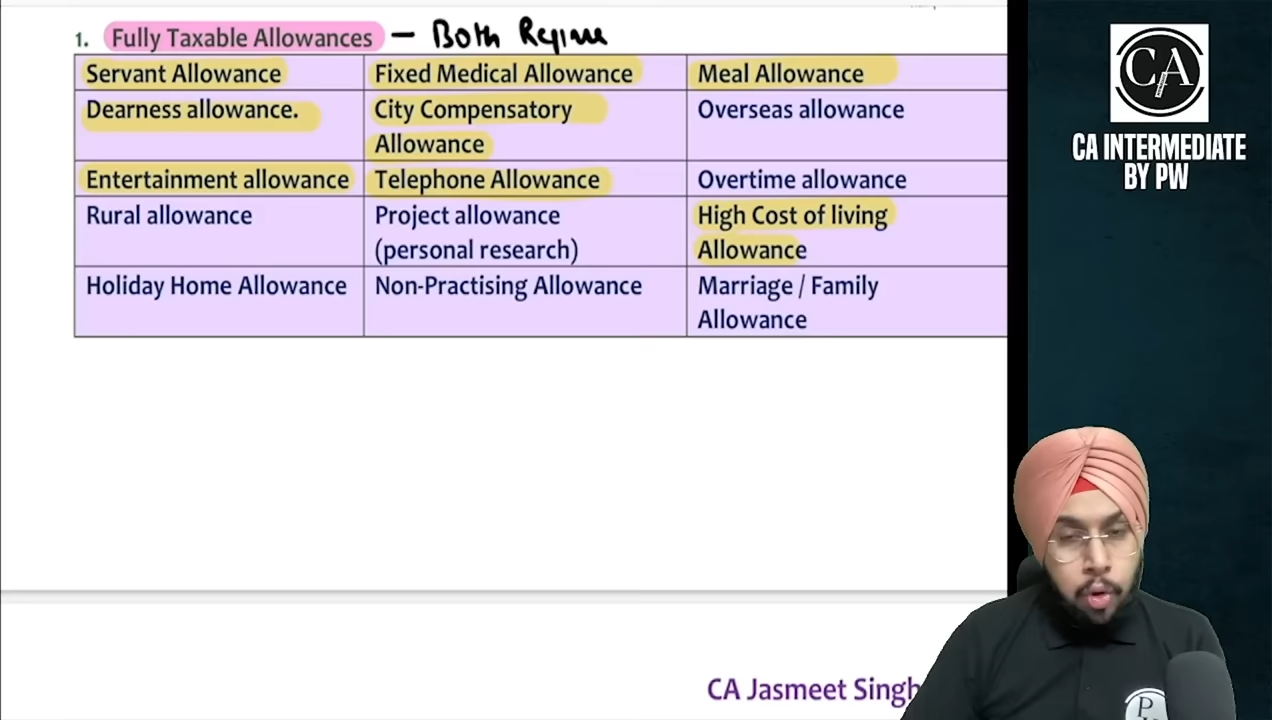 1. Fully Taxable Allowances — Both Regime
Servant Allowance Fixed Medical Allowance Meal Allowance
Dearness allowance. City Compensatory Allowance Overseas allowance
Entertainment allowance Telephone Allowance Overtime allowance
Rural allowance Project allowance (personal research) High Cost of living Allowance
Holiday Home Allowance Non-Practising Allowance Marriage / Family Allowance
CA Jasmeet Singh
CA
CA INTERMEDIATE
BY PW
P